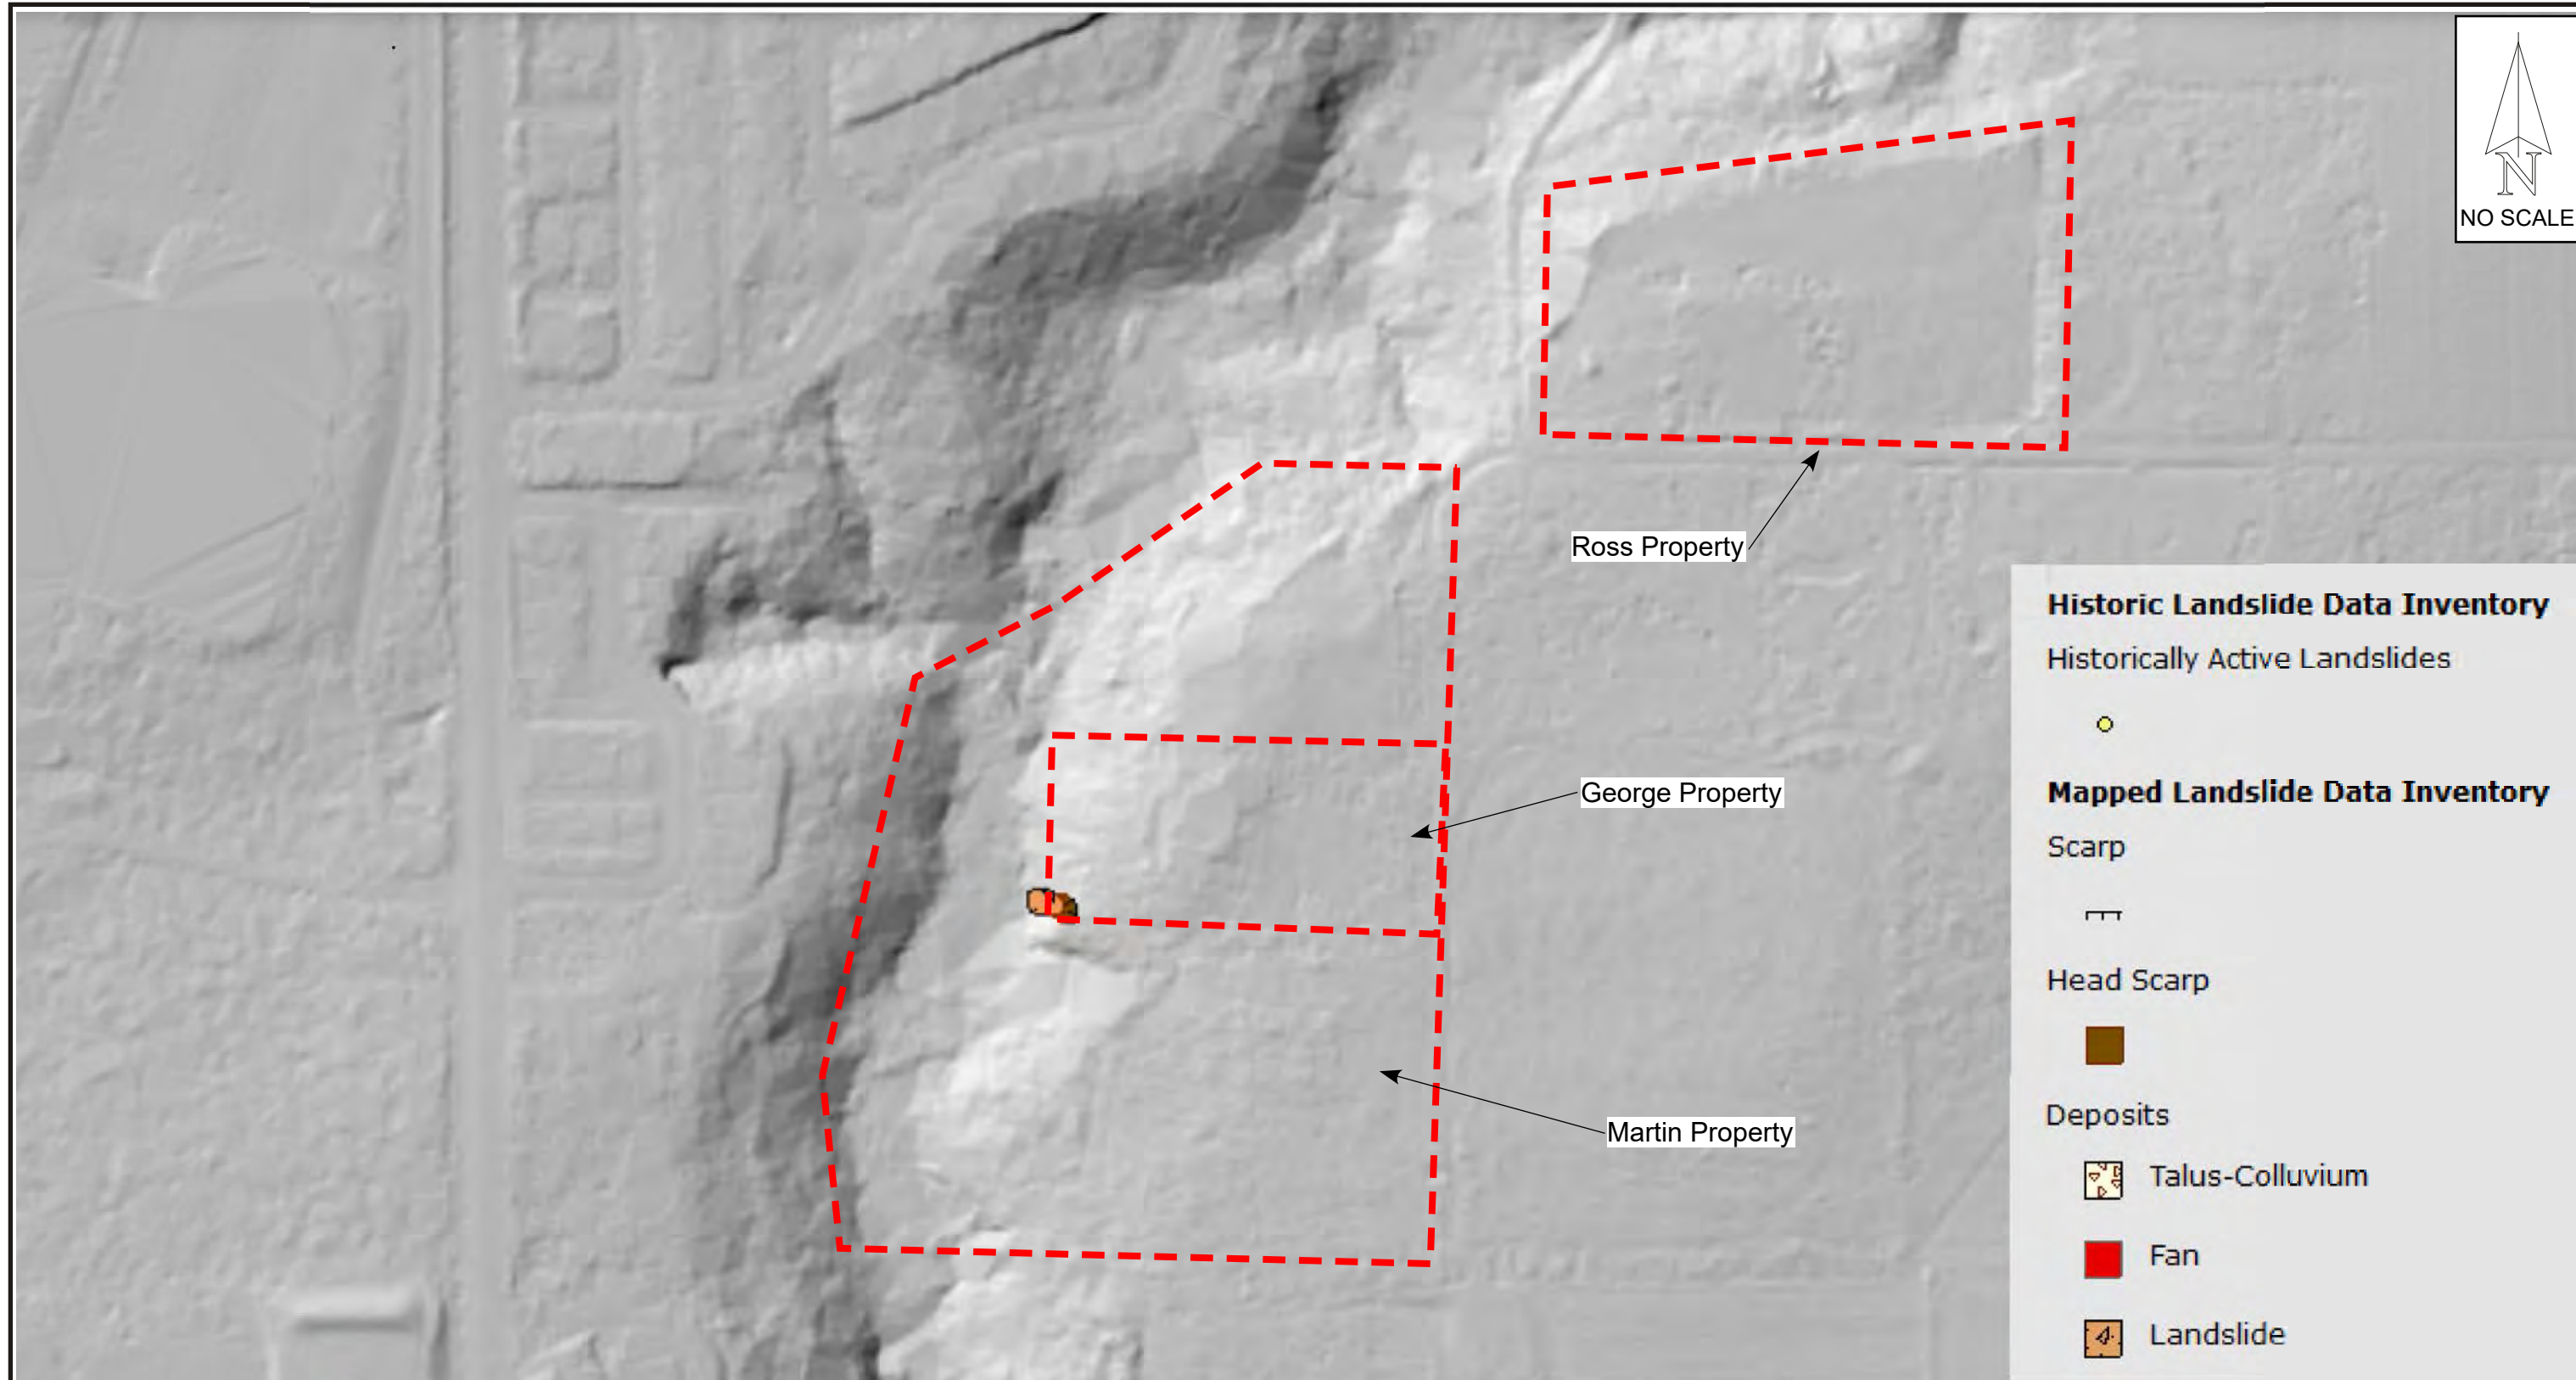 N
NO SCALE
Ross Property
George Property
Martin Property
Historic Landslide Data Inventory
Historically Active Landslides
Mapped Landslide Data Inventory
Scarp
Head Scarp
Deposits
Talus-Colluvium
Fan
Landslide